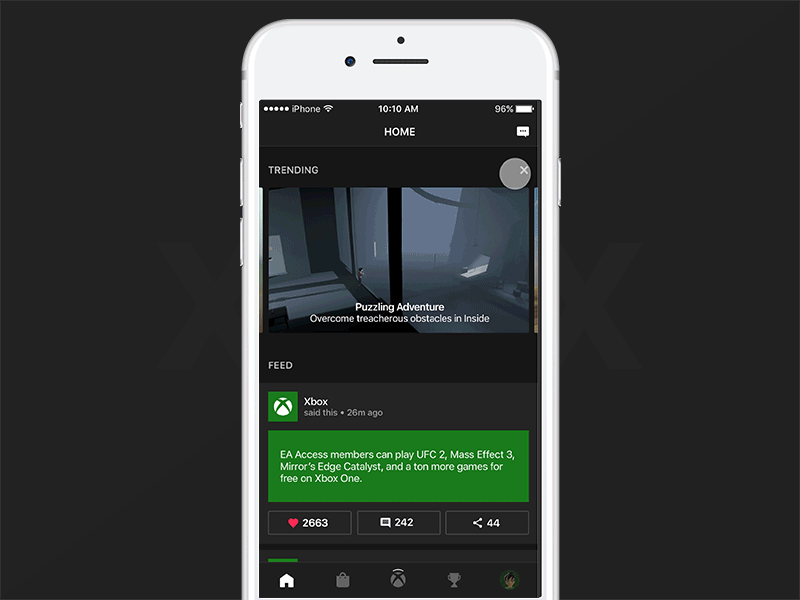 iPhone
10:10 AM
96%
HOME
TRENDING
Puzzling Adventure
Overcome treacherous obstacles in Inside
FEED
Xbox
said this • 26m ago
EA Access members can play UFC 2, Mass Effect 3,
Mirror's Edge Catalyst, and a ton more games for
free on Xbox One.
2663
242
44